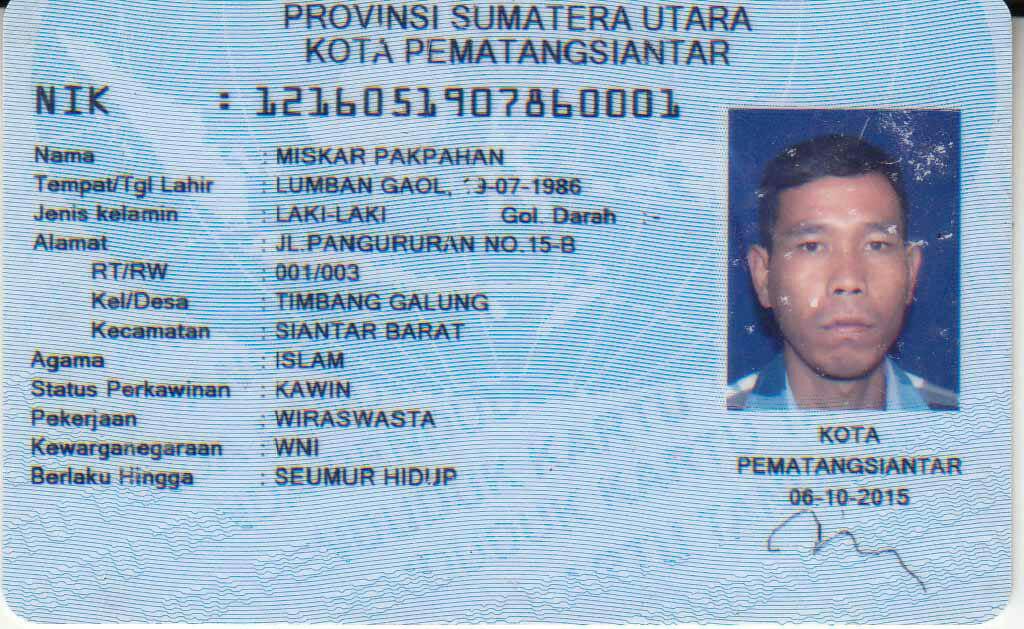 PROVINSI SUMATERA UTARA
KOTA PEMATANGSIANTAR
NIK : 1216051907860001
Nama : MISKAR PAKPAHAN
Tempat/Tgl Lahir : LUMBAN GAOL, 19-07-1986
Jenis kelamin : LAKI-LAKI Gol. Darah : -
Alamat : JL.PANGURURAN NO.15-B
RT/RW : 001/003
Kel/Desa : TIMBANG GALUNG
Kecamatan : SIANTAR BARAT
Agama : ISLAM
Status Perkawinan : KAWIN
Pekerjaan : WIRASWASTA
Kewarganegaraan : WNI
Berlaku Hingga : SEUMUR HIDUP
KOTA
PEMATANGSIANTAR
06-10-2015